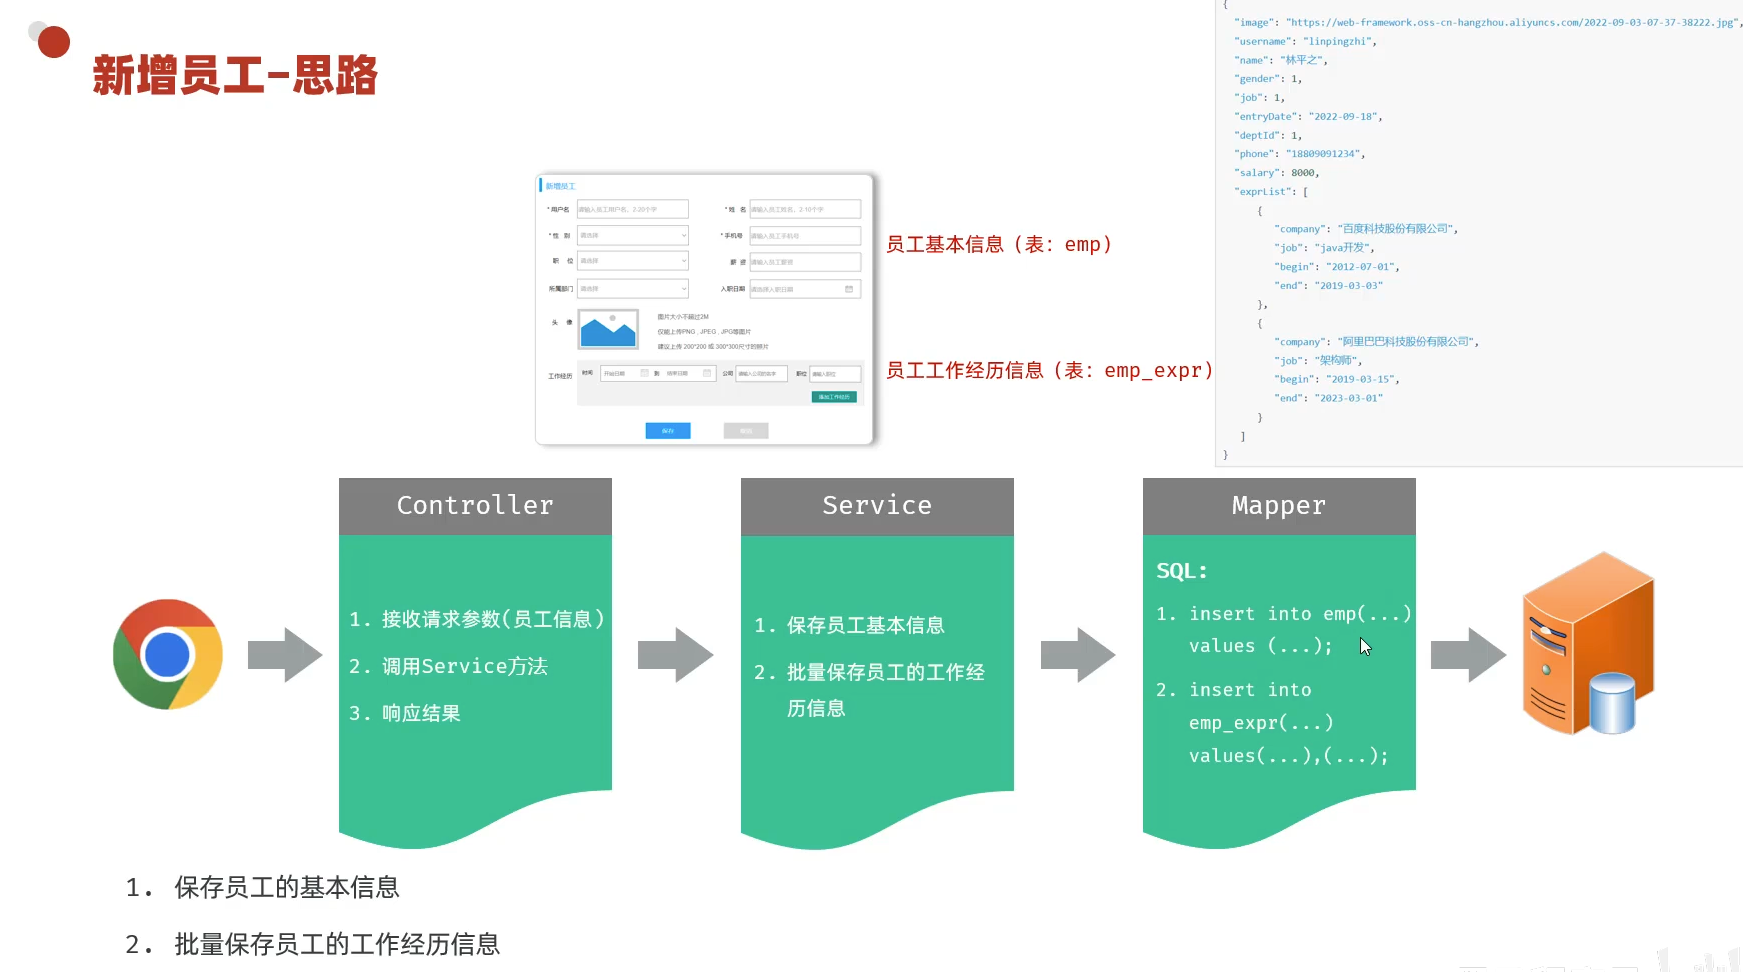 新增员工-思路
{
"image": "https://web-framework.oss-cn-hangzhou.aliyuncs.com/2022-09-03-07-37-38222.jpg",
"username": "linpingzhi",
"name": "林平之",
"gender": 1,
"job": 1,
"entryDate": "2022-09-18",
"deptId": 1,
"phone": "18809091234",
"salary": 8000,
"exprList": [
{
"company": "百度科技股份有限公司",
"job": "java开发",
"begin": "2012-07-01",
"end": "2019-03-03"
},
{
"company": "阿里巴巴科技股份有限公司",
"job": "架构师",
"begin": "2019-03-15",
"end": "2023-03-01"
}
]
}
新增员工
* 用户名 请输入员工用户名，2-20个字 * 姓 名 请输入员工姓名，2-10个字
* 性 别 请选择 * 手机号 请输入员工手机号
职 位 请选择 薪 资 请输入员工薪资
所属部门 请选择 入职日期 请选择入职日期
头 像
图片大小不超过2M
仅能上传PNG , JPEG , JPG等图片
建议上传 200*200 或 300*300尺寸的照片
工作经历 时间 开始日期 到 结束日期 公司 请输入公司的名字 职位 请输入职位
添加工作经历
保存
员工基本信息（表：emp)
员工工作经历信息（表：emp_expr)
Controller
1. 接收请求参数(员工信息)
2. 调用Service方法
3. 响应结果
Service
1. 保存员工基本信息
2. 批量保存员工的工作经
历信息
Mapper
SQL:
1. insert into emp(...)
values (...);
2. insert into
emp_expr(...)
values(...),(...);
1. 保存员工的基本信息
2. 批量保存员工的工作经历信息